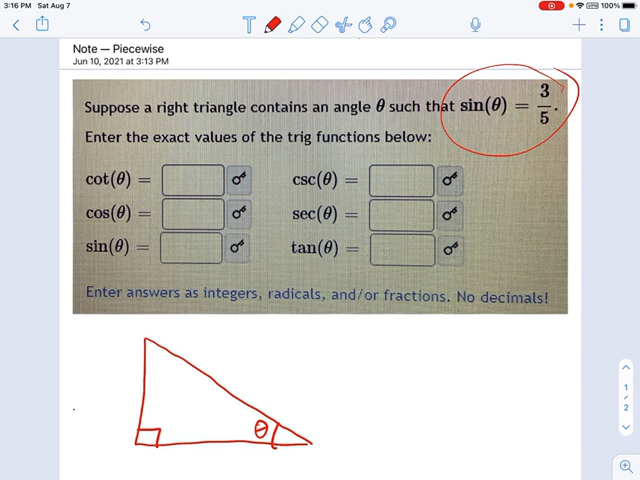 3:16 PM Sat Aug 7
100%
T
Note — Piecewise
Jun 10, 2021 at 3:13 PM
Suppose a right triangle contains an angle θ such that sin(θ) = 3/5.
Enter the exact values of the trig functions below:
cot(θ) = csc(θ) =
cos(θ) = sec(θ) =
sin(θ) = tan(θ) =
Enter answers as integers, radicals, and/or fractions. No decimals!
θ
1
/
2